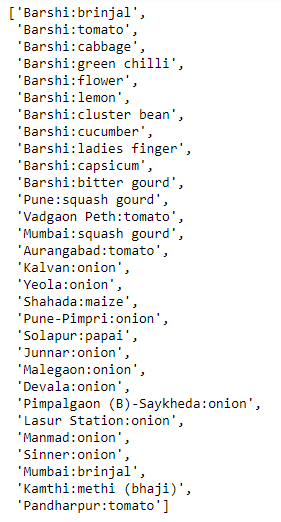 ['Barshi:brinjal',
'Barshi:tomato',
'Barshi:cabbage',
'Barshi:green chilli',
'Barshi:flower',
'Barshi:lemon',
'Barshi:cluster bean',
'Barshi:cucumber',
'Barshi:ladies finger',
'Barshi:capsicum',
'Barshi:bitter gourd',
'Pune:squash gourd',
'Vadgaon Peth:tomato',
'Mumbai:squash gourd',
'Aurangabad:tomato',
'Kalvan:onion',
'Yeola:onion',
'Shahada:maize',
'Pune-Pimpri:onion',
'Solapur:papai',
'Junnar:onion',
'Malegaon:onion',
'Devala:onion',
'Pimpalgaon (B)-Saykheda:onion',
'Lasur Station:onion',
'Manmad:onion',
'Sinner:onion',
'Mumbai:brinjal',
'Kamthi:methi (bhaji)',
'Pandharpur:tomato']